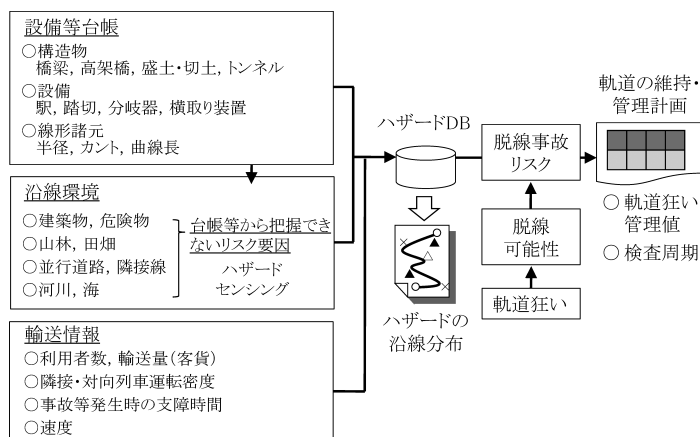 設備等台帳
○構造物
橋梁, 高架橋, 盛土・切土, トンネル
○設備
駅, 踏切, 分岐器, 横取り装置
○線形諸元
半径, カント, 曲線長
沿線環境
○建築物, 危険物
○山林, 田畑
○並行道路, 隣接線
○河川, 海
台帳等から把握でき
ないリスク要因
ハザード
センシング
輸送情報
○利用者数, 輸送量(客貨)
○隣接・対向列車運転密度
○事故等発生時の支障時間
○速度
ハザードDB
ハザードの
沿線分布
脱線事故
リスク
脱線
可能性
軌道狂い
軌道の維持・
管理計画
○ 軌道狂い
管理値
○ 検査周期